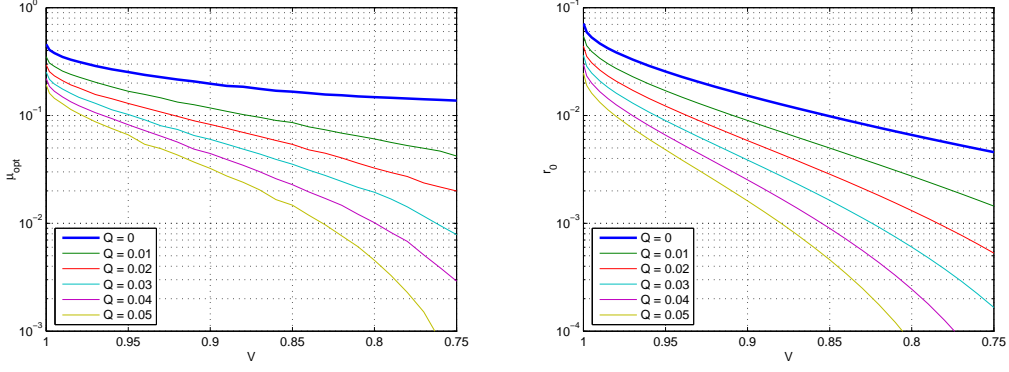 10^0
10^-1
10^-2
10^-3
μ_opt
1
0.95
0.9
0.85
0.8
0.75
V
Q = 0
Q = 0.01
Q = 0.02
Q = 0.03
Q = 0.04
Q = 0.05
10^-1
10^-2
10^-3
10^-4
r_0
1
0.95
0.9
0.85
0.8
0.75
V
Q = 0
Q = 0.01
Q = 0.02
Q = 0.03
Q = 0.04
Q = 0.05